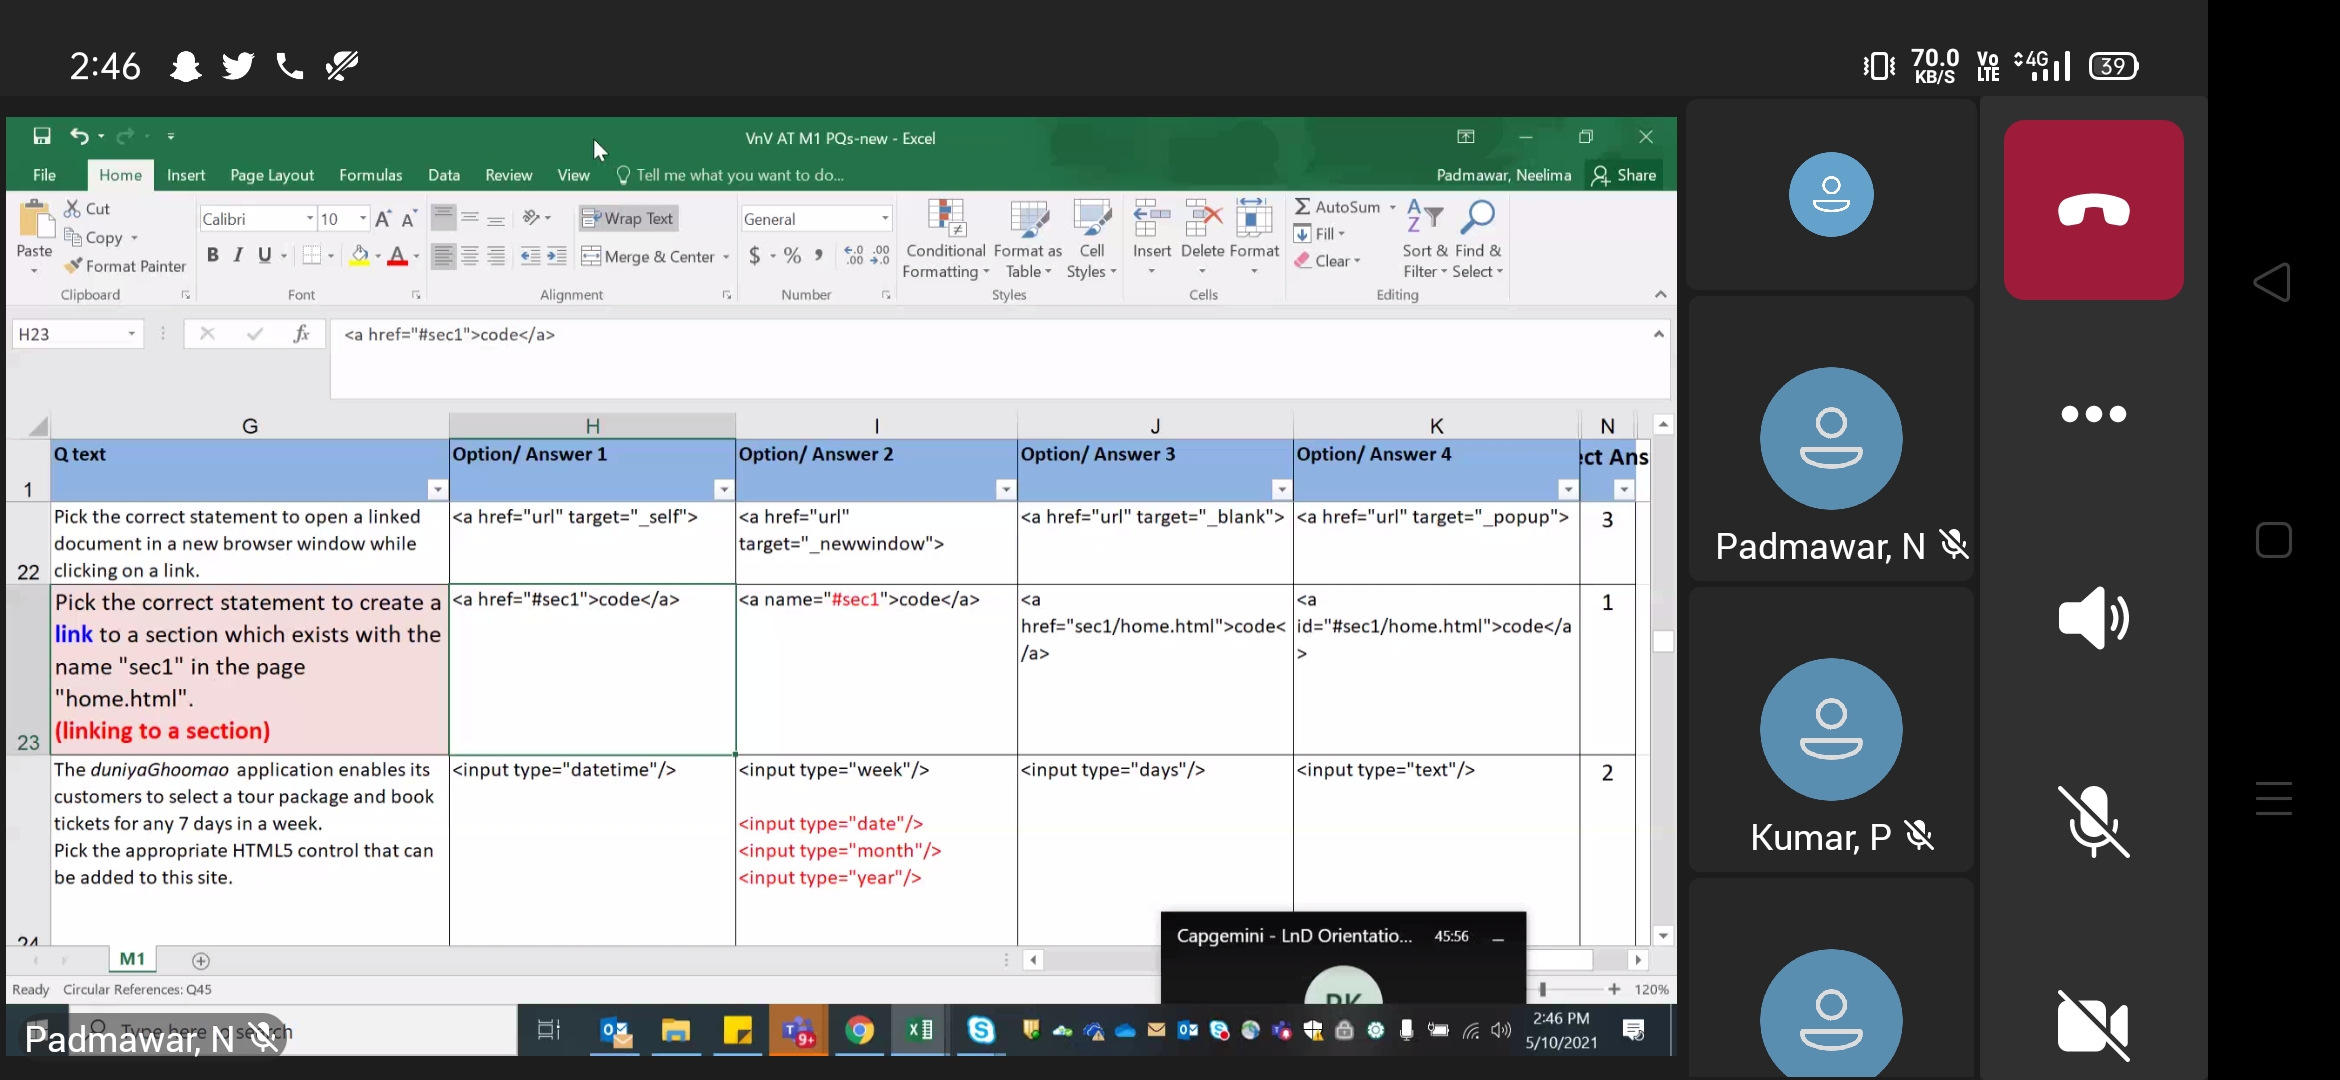 2:46
70.0
KB/S
Vo
LTE
4G
39
VnV AT M1 PQs-new - Excel
File
Home
Insert
Page Layout
Formulas
Data
Review
View
Tell me what you want to do...
Padmawar, Neelima
Share
Paste
Cut
Copy
Format Painter
Clipboard
Calibri
10
B I U
Font
Wrap Text
Merge & Center
Alignment
General
$ % ,
Number
Conditional
Formatting
Format as
Table
Cell
Styles
Styles
Insert
Delete
Format
Cells
AutoSum
Fill
Clear
Sort &
Filter
Find &
Select
Editing
H23
fx
<a href="#sec1">code</a>
G
H
I
J
K
N
1
Q text
Option/ Answer 1
Option/ Answer 2
Option/ Answer 3
Option/ Answer 4
ct Ans
22
Pick the correct statement to open a linked
document in a new browser window while
clicking on a link.
<a href="url" target="_self">
<a href="url"
target="_newwindow">
<a href="url" target="_blank">
<a href="url" target="_popup">
3
23
Pick the correct statement to create a
link to a section which exists with the
name "sec1" in the page
"home.html".
(linking to a section)
<a href="#sec1">code</a>
<a name="#sec1">code</a>
<a
href="sec1/home.html">code<
/a>
<a
id="#sec1/home.html">code</a
>
1
24
The duniyaGhoomao application enables its
customers to select a tour package and book
tickets for any 7 days in a week.
Pick the appropriate HTML5 control that can
be added to this site.
<input type="datetime"/>
<input type="week"/>
<input type="date"/>
<input type="month"/>
<input type="year"/>
<input type="days"/>
<input type="text"/>
2
M1
Capgemini - LnD Orientatio...
45:56
PK
Ready
Circular References: Q45
120%
Type here to search
9+
2:46 PM
5/10/2021
Padmawar, N
Padmawar, N
Kumar, P